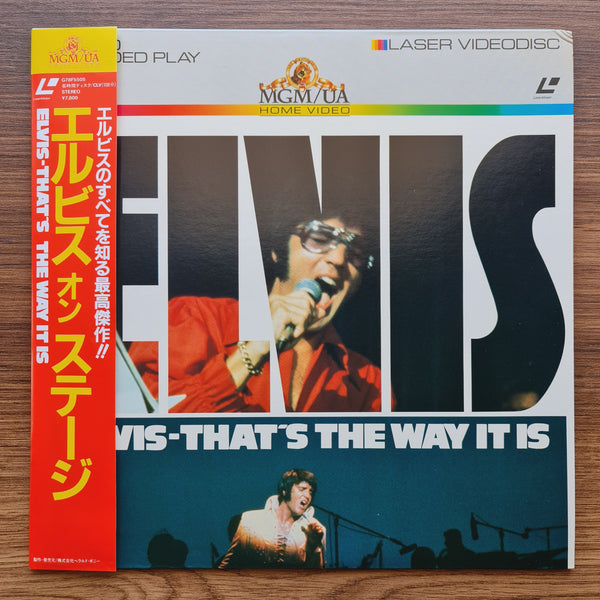 MGM/UA
LASERDISC
G78F5505
STEREO
¥7,800
エルビスのすべてを知る最高傑作!!
エルビス オン ステージ
ELVIS-THAT'S THE WAY IT IS
DED PLAY
LASER VIDEODISC
MGM/UA
HOME VIDEO
ELVIS
VIS-THAT'S THE WAY IT IS